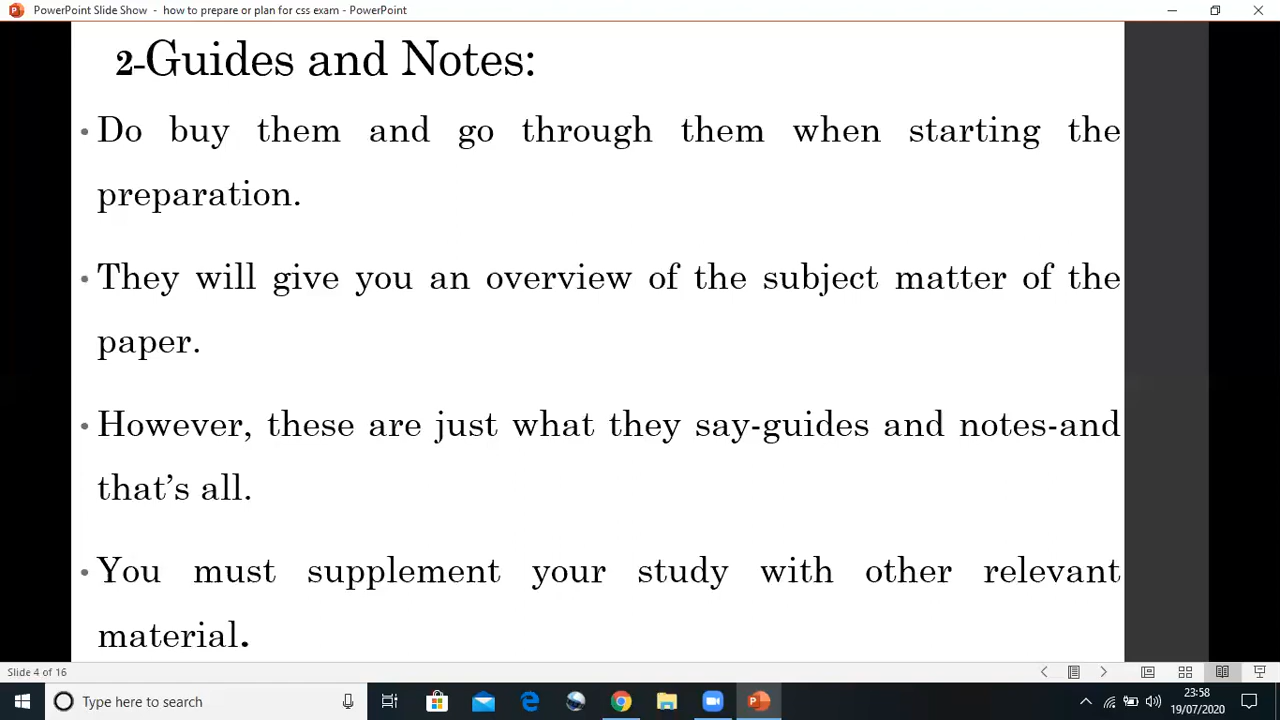 PowerPoint Slide Show - how to prepare or plan for css exam - PowerPoint
2-Guides and Notes:
• Do buy them and go through them when starting the
preparation.
• They will give you an overview of the subject matter of the
paper.
• However, these are just what they say-guides and notes-and
that’s all.
• You must supplement your study with other relevant
material.
Slide 4 of 16
Type here to search
23:58
19/07/2020